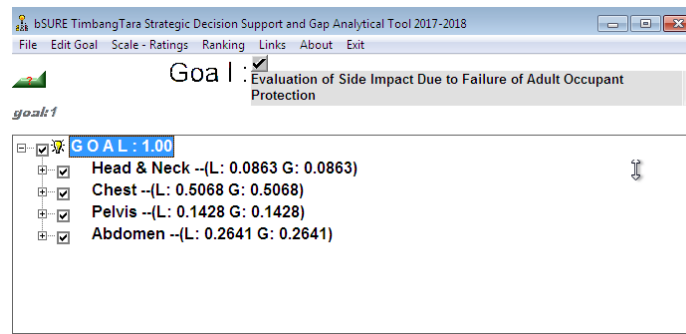 bSURE TimbangTara Strategic Decision Support and Gap Analytical Tool 2017-2018
File Edit Goal Scale - Ratings Ranking Links About Exit
Goal :
Evaluation of Side Impact Due to Failure of Adult Occupant
Protection
goal:1
G O A L : 1.00
Head & Neck --(L: 0.0863 G: 0.0863)
Chest --(L: 0.5068 G: 0.5068)
Pelvis --(L: 0.1428 G: 0.1428)
Abdomen --(L: 0.2641 G: 0.2641)